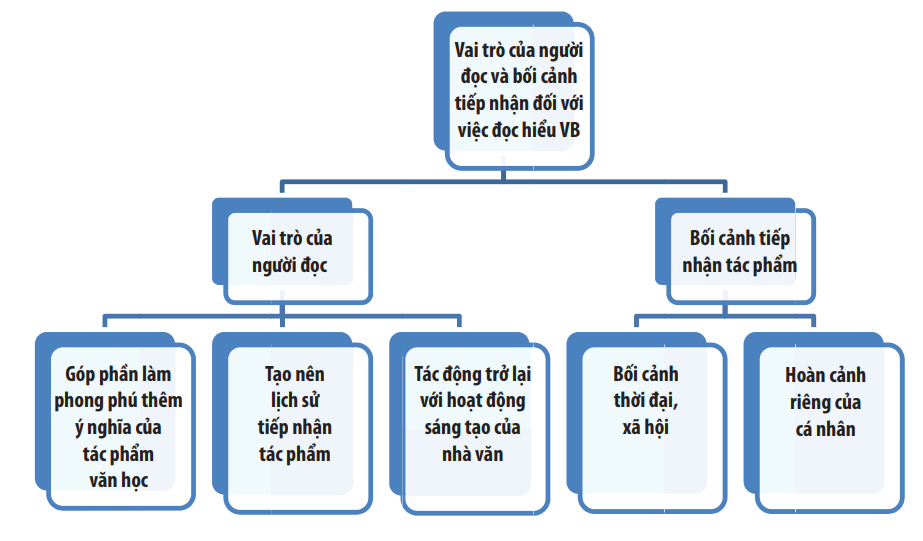 Vai trò của người
đọc và bối cảnh
tiếp nhận đối với
việc đọc hiểu VB
Vai trò của
người đọc
Bối cảnh tiếp
nhận tác phẩm
Góp phần làm
phong phú thêm
ý nghĩa của
tác phẩm
văn học
Tạo nên
lịch sử
tiếp nhận
tác phẩm
Tác động trở lại
với hoạt động
sáng tạo của
nhà văn
Bối cảnh
thời đại,
xã hội
Hoàn cảnh
riêng của
cá nhân